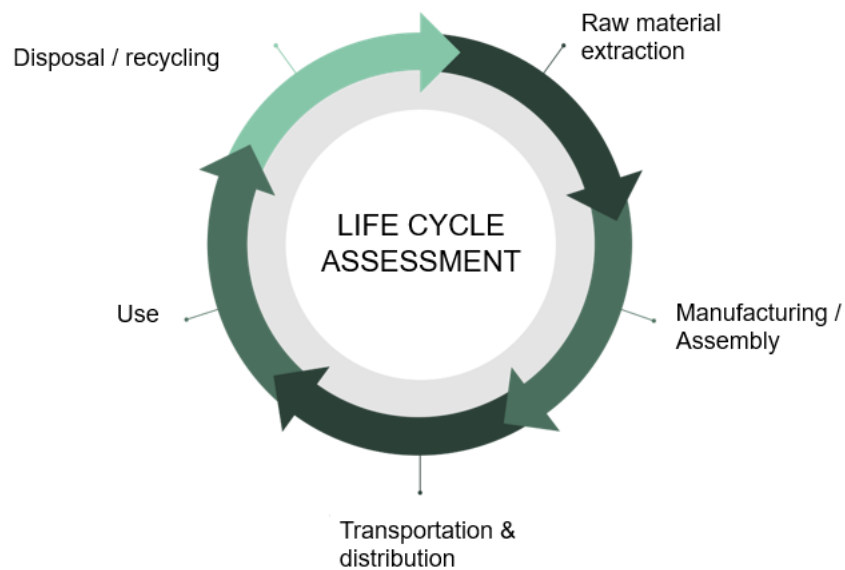 Raw material
extraction
Disposal / recycling
LIFE CYCLE
ASSESSMENT
Use
Manufacturing /
Assembly
Transportation &
distribution